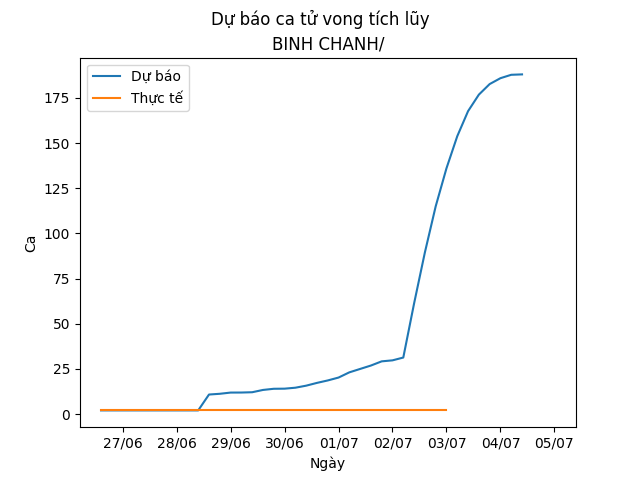 Dự báo ca tử vong tích lũy
BINH CHANH/
Dự báo
Thực tế
175
150
125
100
75
50
25
0
Ca
27/06 28/06 29/06 30/06 01/07 02/07 03/07 04/07 05/07
Ngày